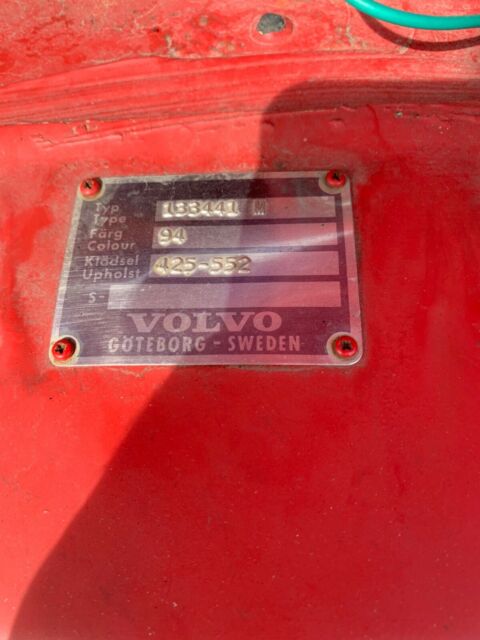 Typ 133441 M
Type
Färg 94
Colour
Klädsel 425-552
Upholst
S-
VOLVO
GÖTEBORG - SWEDEN